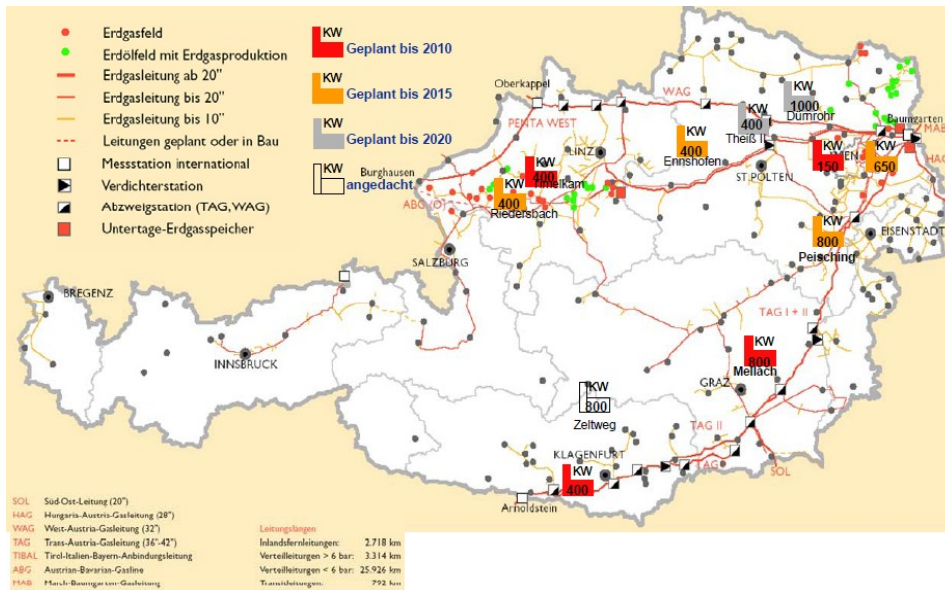 Erdgasfeld
Erdölfeld mit Erdgasproduktion
Erdgasleitung ab 20"
Erdgasleitung bis 20"
Erdgasleitung bis 10"
Leitungen geplant oder in Bau
Messstation international
Verdichterstation
Abzweigstation (TAG,WAG)
Untertage-Erdgasspeicher
KW
Geplant bis 2010
KW
Geplant bis 2015
KW
Geplant bis 2020
KW
angedacht
Oberkappel
PENTA WEST
WAG
LINZ
KW
400
Ennshofen
KW
400
Theiß
KW
1000
Dürnrohr
Baumgarten
MAB
HAG
KW
150
KW
650
ST.PÖLTEN
Burghausen
ABG
KW
400
Timelkam
KW
400
Riedersbach
SALZBURG
KW
800
Peisching
EISENSTADT
BREGENZ
INNSBRUCK
TAG I + II
KW
800
Mellach
GRAZ
KW
800
Zeltweg
TAG II
TAG
SOL
KLAGENFURT
KW
400
Arnoldstein
SOL Süd-Ost-Leitung (20")
HAG Hungaria-Austria-Gasleitung (28")
WAG West-Austria-Gasleitung (32")
TAG Trans-Austria-Gasleitung (36"-42")
TIBAL Tirol-Italien-Bayern-Anbindungsleitung
ABG Austrian-Bavarian-Gasline
MAB March-Baumgarten-Gasleitung
Leitungslängen
Inlandsfernleitungen: 2.718 km
Verteilleitungen > 6 bar: 3.314 km
Verteilleitungen < 6 bar: 25.926 km
Transitleitungen: 792 km